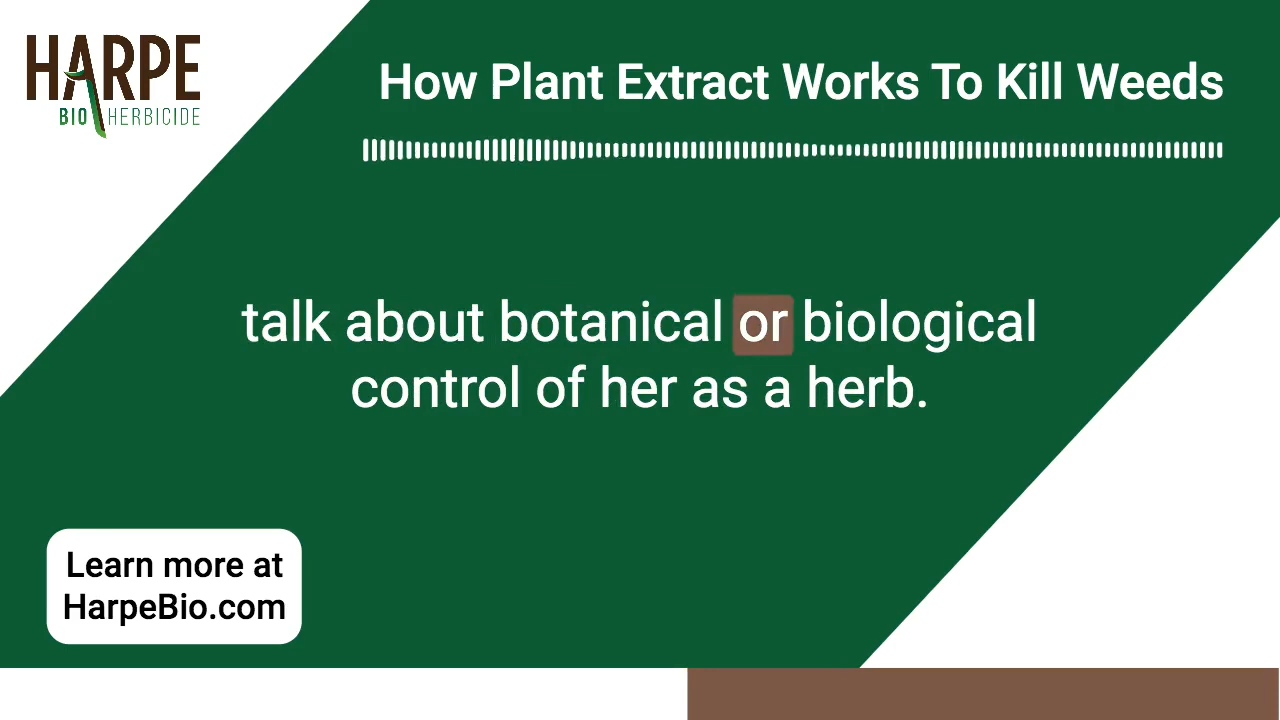 HARPE
BIO HERBICIDE
How Plant Extract Works To Kill Weeds
talk about botanical or biological
control of her as a herb.
Learn more at
HarpeBio.com